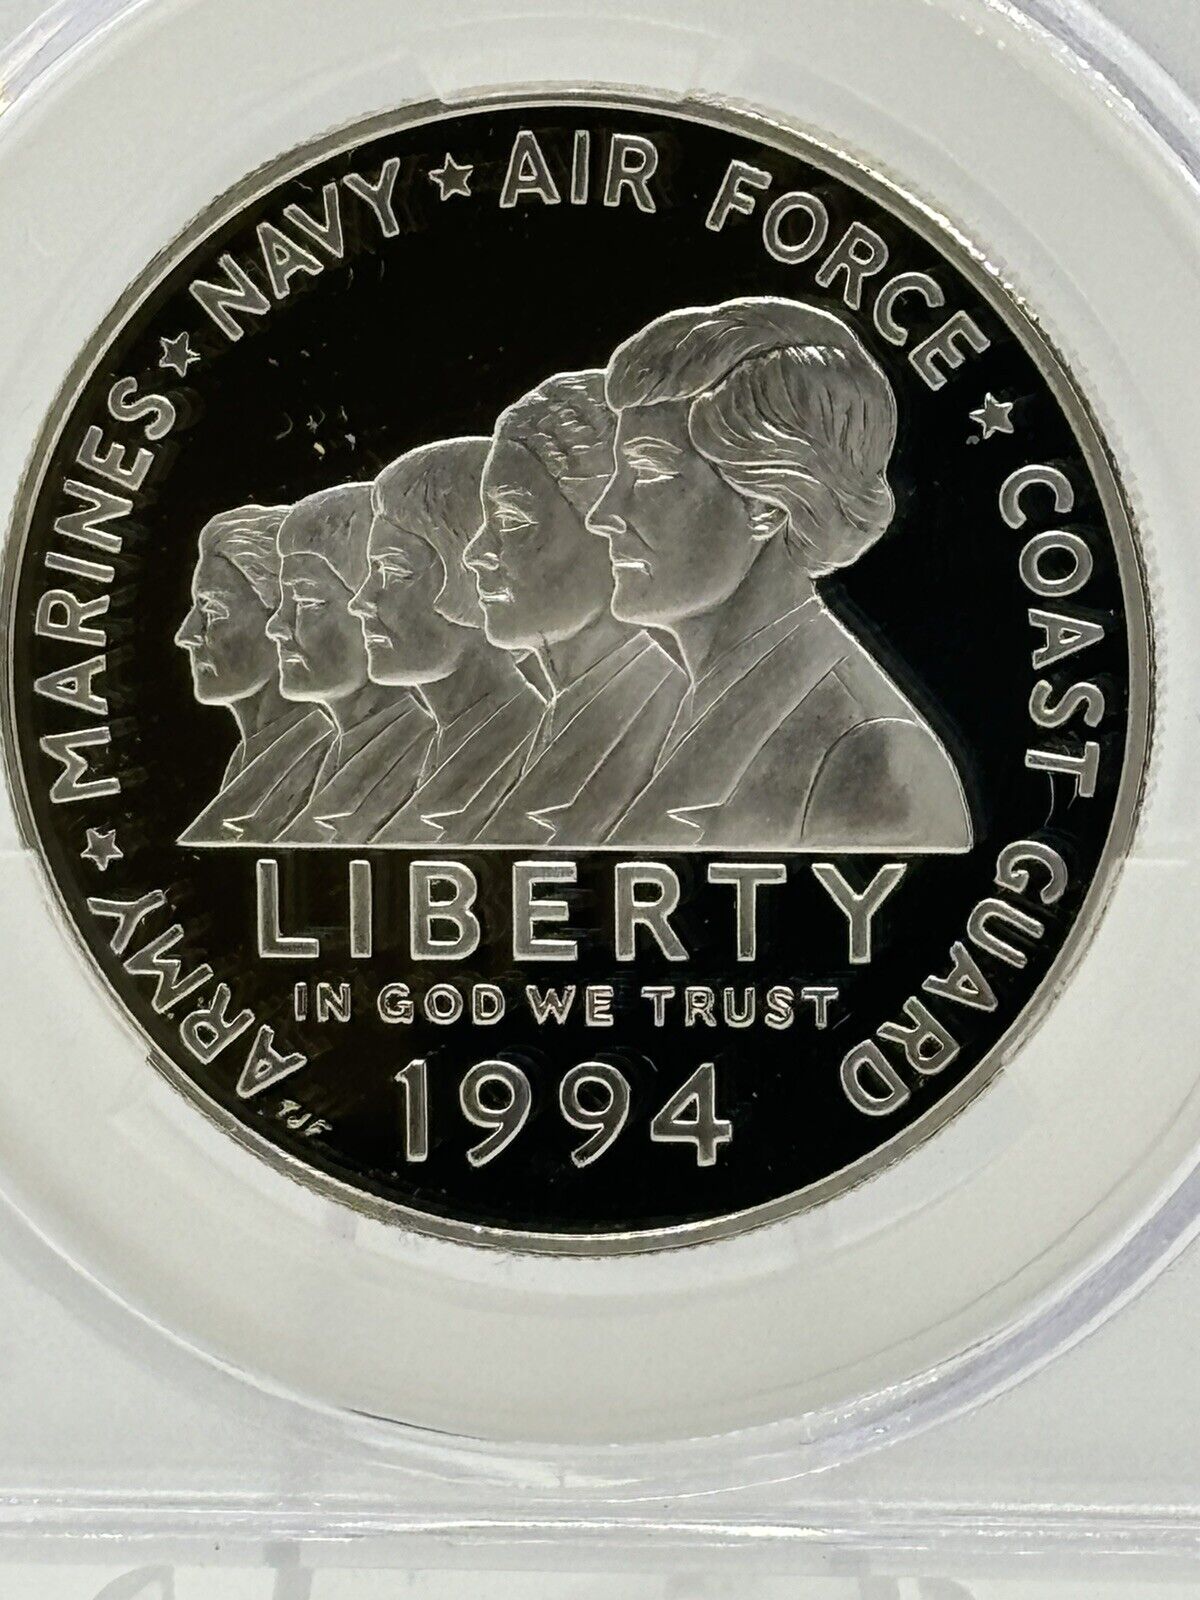 ARMY ★ MARINES ★ NAVY ★ AIR FORCE ★ COAST GUARD
LIBERTY
IN GOD WE TRUST
1994
TJF